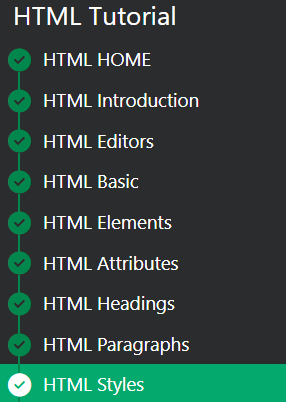 HTML Tutorial
HTML HOME
HTML Introduction
HTML Editors
HTML Basic
HTML Elements
HTML Attributes
HTML Headings
HTML Paragraphs
HTML Styles